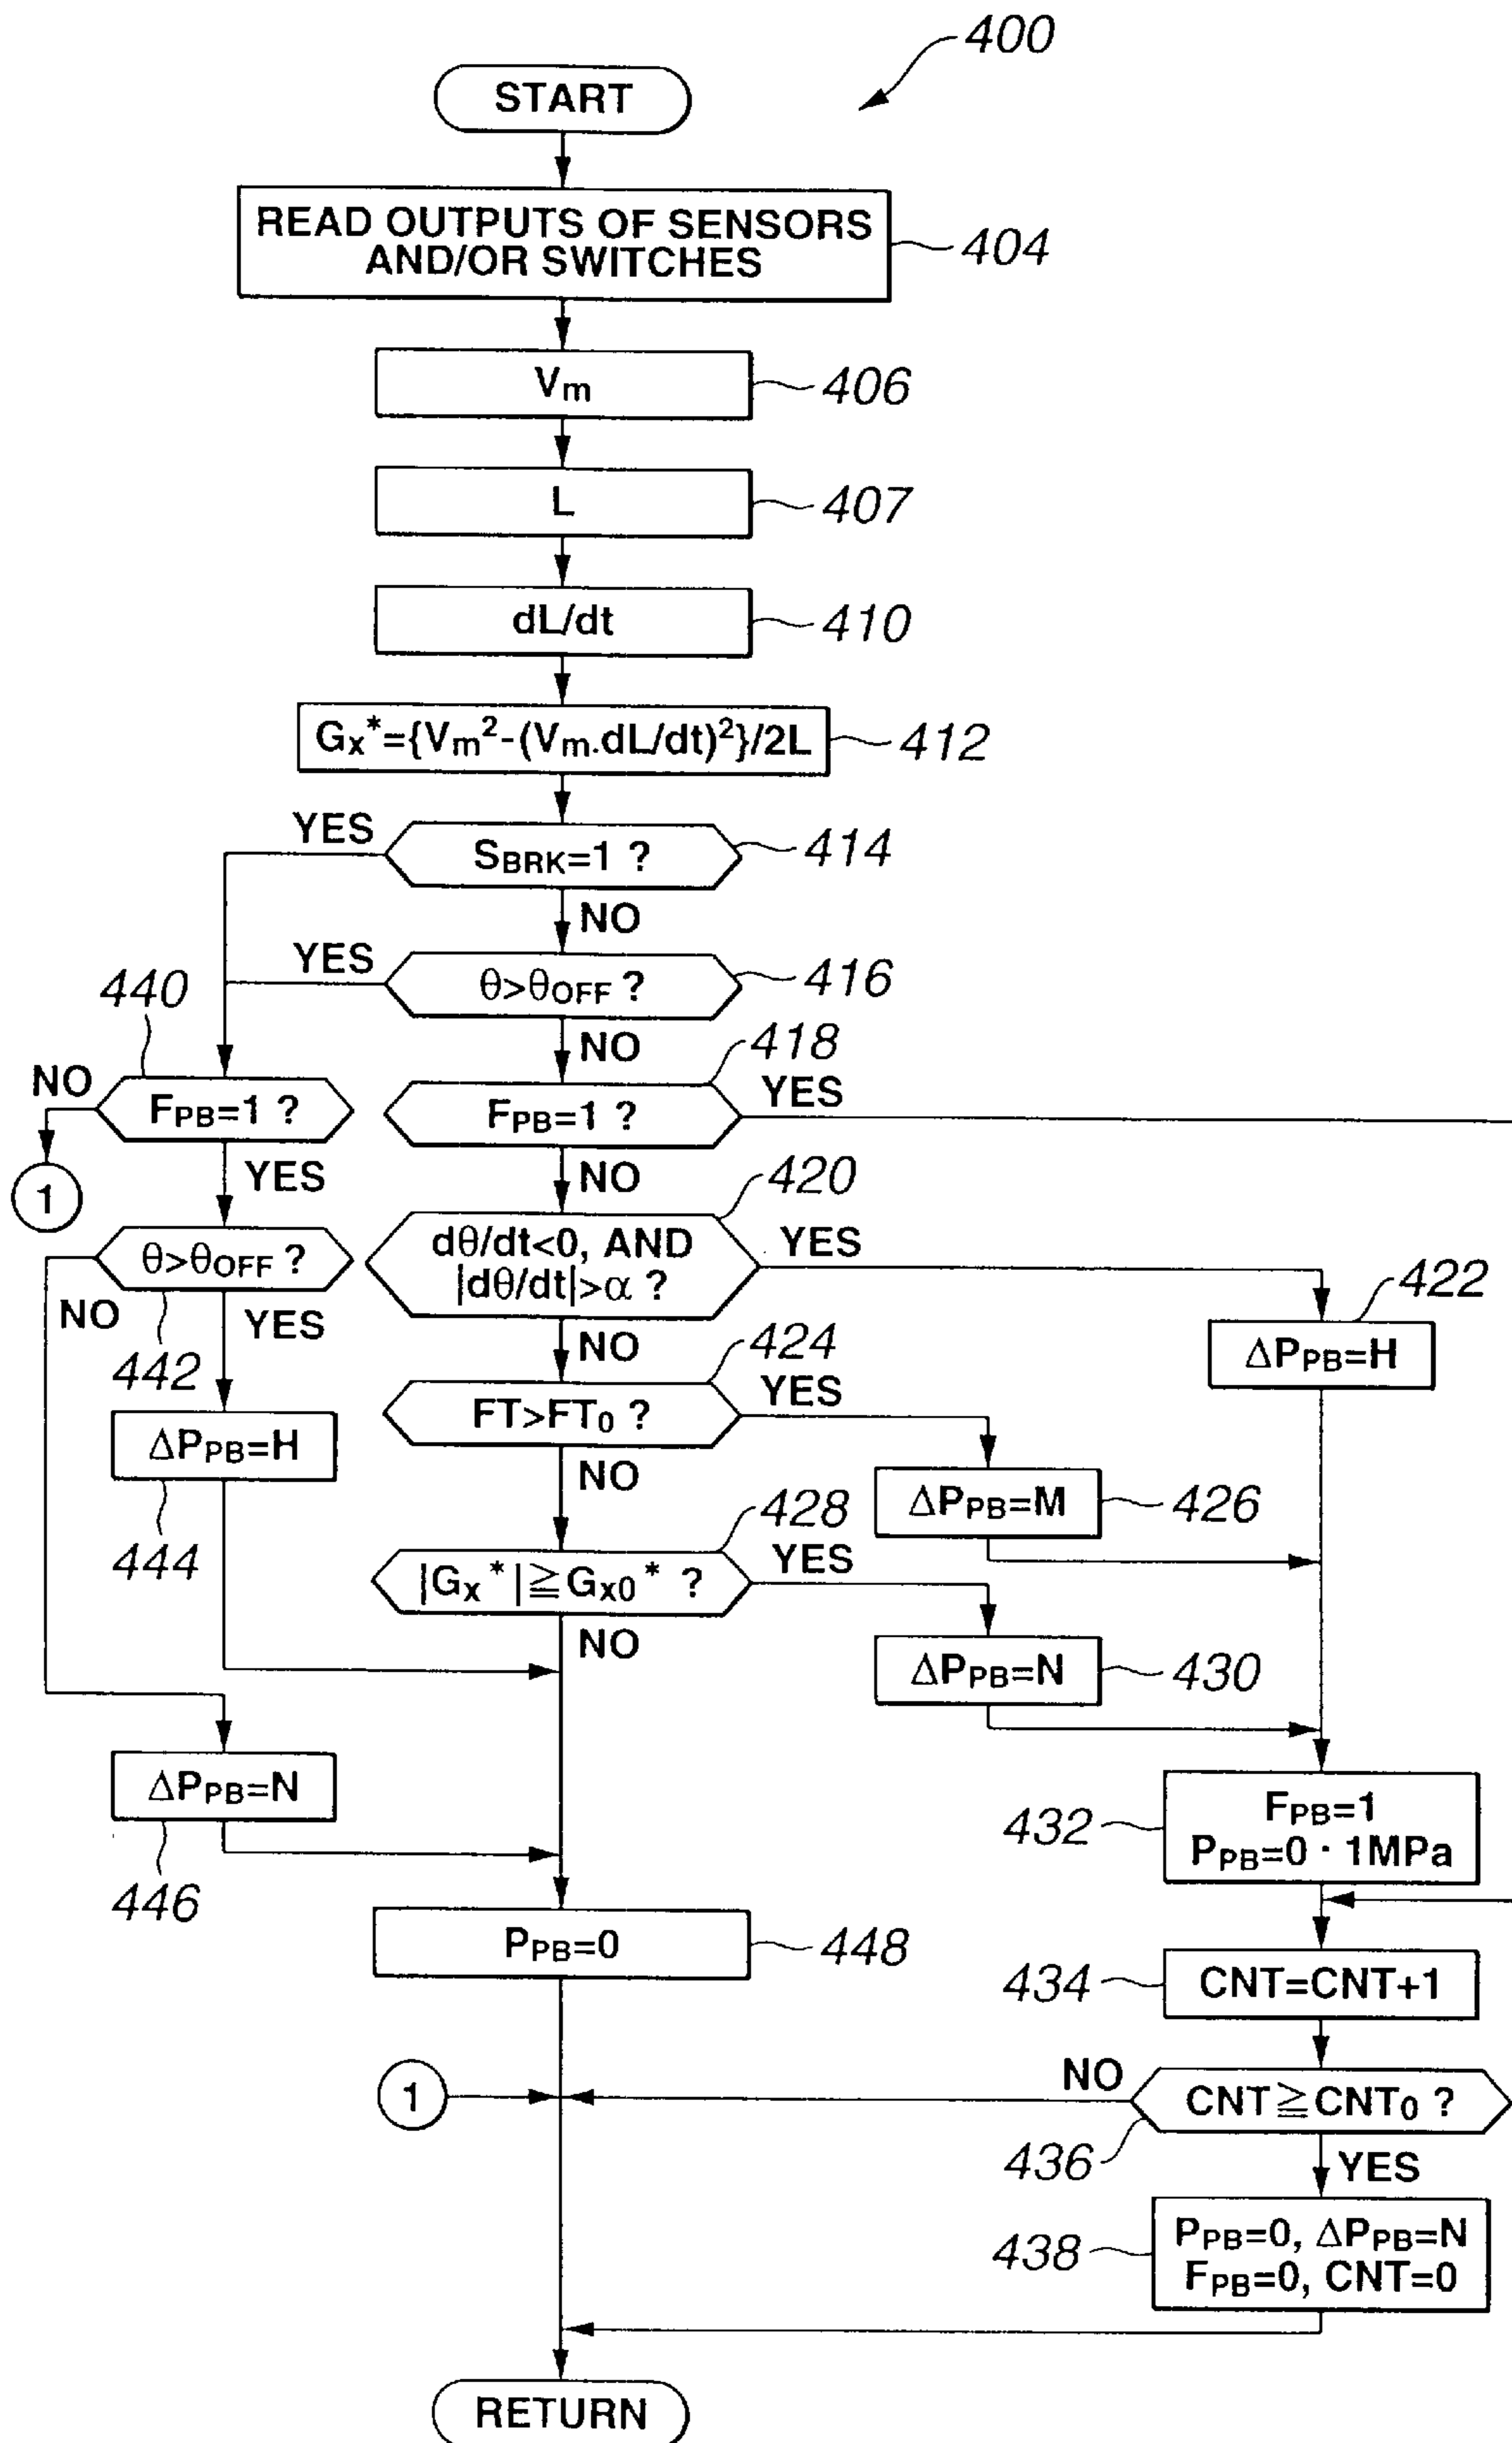 400
START
READ OUTPUTS OF SENSORS
AND/OR SWITCHES
404
Vm
406
L
407
dL/dt
410
Gx*={Vm²-(Vm.dL/dt)²}/2L
412
YES
SBRK=1 ?
414
NO
YES
θ>θOFF ?
416
440
NO
418
NO
FPB=1 ?
FPB=1 ?
YES
1
YES
NO
420
θ>θOFF ?
dθ/dt<0, AND
|dθ/dt|>α ?
YES
422
NO
YES
442
NO
424
ΔPPB=H
ΔPPB=H
FT>FT0 ?
YES
444
NO
ΔPPB=M
426
428
|Gx*|≧Gx0* ?
YES
NO
ΔPPB=N
430
ΔPPB=N
446
432
FPB=1
PPB=0・1MPa
PPB=0
448
434
CNT=CNT+1
1
NO
CNT≧CNT0 ?
436
YES
438
PPB=0, ΔPPB=N
FPB=0, CNT=0
RETURN